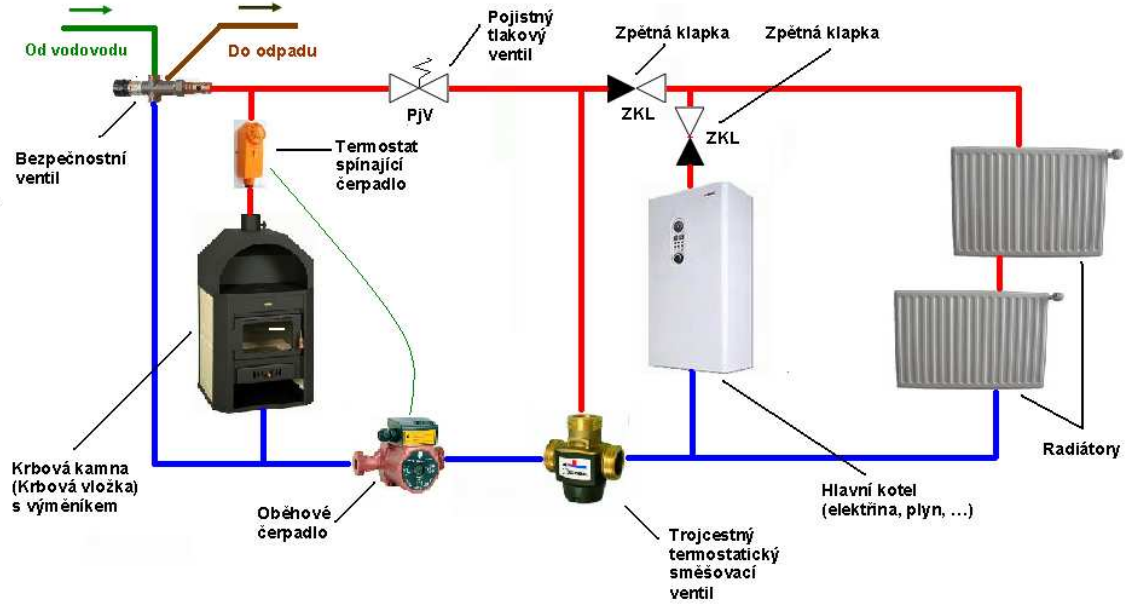 Od vodovodu
Do odpadu
Pojistný
tlakový
ventil
Zpětná klapka
Zpětná klapka
PjV
ZKL
ZKL
Bezpečnostní
ventil
Termostat
spínající
čerpadlo
Krbová kamna
(Krbová vložka)
s výměníkem
Oběhové
čerpadlo
Trojcestný
termostatický
směšovací
ventil
Hlavní kotel
(elektřina, plyn, ...)
Radiátory